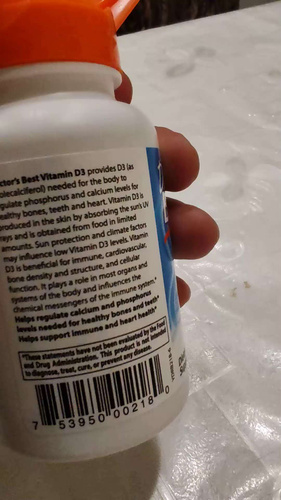 ctor's Best Vitamin D3 provides D3 (as
olecalciferol) needed for the body to
gulate phosphorus and calcium levels for
ealthy bones, teeth and heart. Vitamin D3 is
produced in the skin by absorbing the sun's UV
rays and is obtained from food in limited
amounts. Sun protection and climate factors
may influence low Vitamin D3 levels. Vitamin
D3 is beneficial for immune, cardiovascular,
bone density and structure, and cellular
function. It plays a role in most organs and
systems of the body and influences the
chemical messengers of the immune system.*
Helps regulate calcium and phosphorus
levels needed for healthy bones and teeth*
Helps support immune and heart health*
*These statements have not been evaluated by the Food
and Drug Administration. This product is not intended
to diagnose, treat, cure, or prevent any disease.
7 53950 00218 0